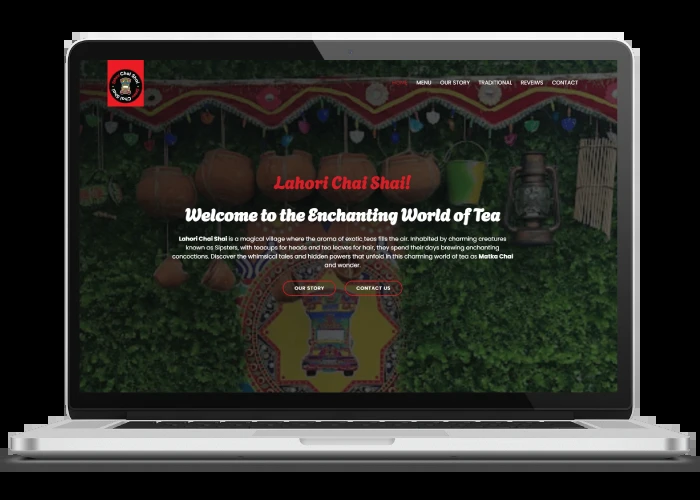 Chai Shai
Chai Shai
MENU OUR STORY TRADITIONAL REVEIWS CONTACT
Lahori Chai Shai!
Welcome to the Enchanting World of Tea
Lahori Chai Shai is a magical village where the aroma of exotic teas fills the air. Inhabited by charming creatures
known as Sipsters, with teacups for heads and tea leaves for hair, they spend their days brewing enchanting
concoctions. Discover the whimsical tales and hidden powers that unfold in this charming world of tea as Matka Chai
and wonder.
OUR STORY CONTACT US